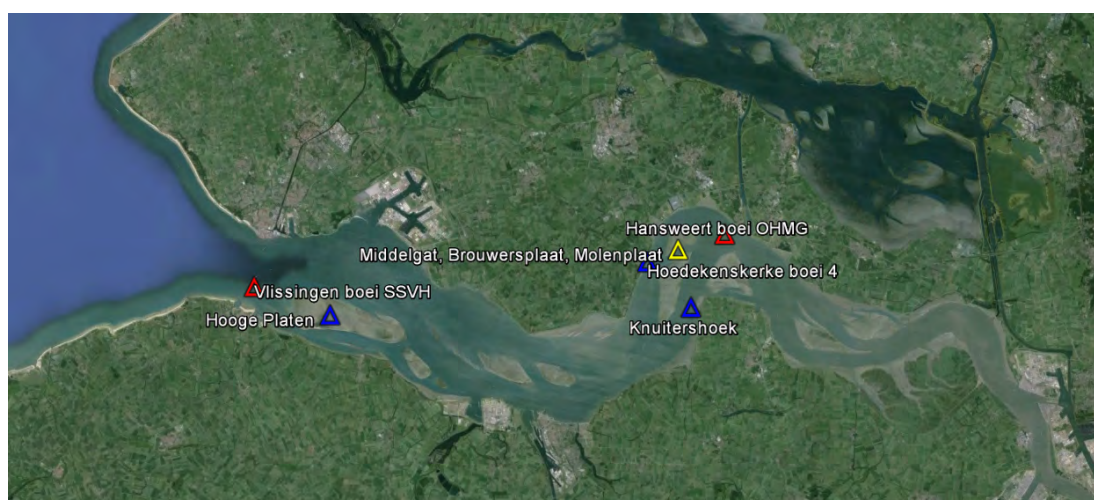 Hansweert boei OHMG
Middelgat, Brouwersplaat, Molenplaat
Hoedekenskerke boei 4
Vlissingen boei SSVH
Hooge Platen
Knuitershoek